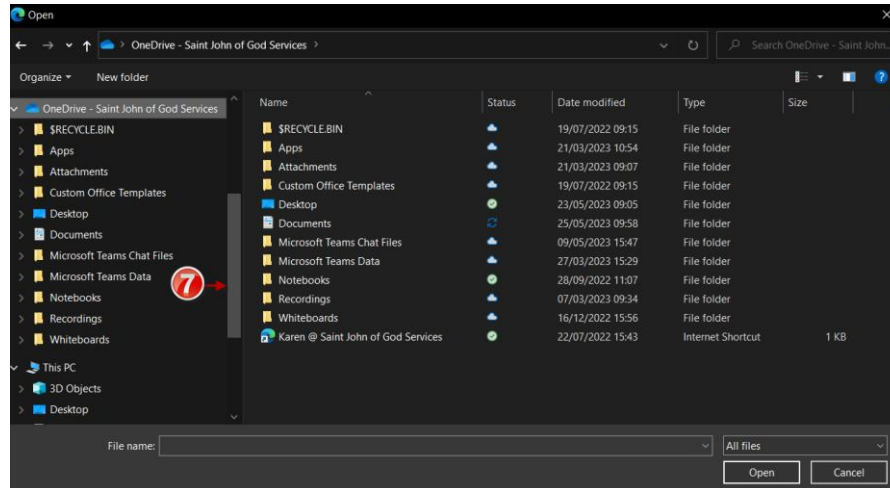 Open
OneDrive - Saint John of God Services
Search OneDrive - Saint John...
Organize New folder
OneDrive - Saint John of God Services
$RECYCLE.BIN
Apps
Attachments
Custom Office Templates
Desktop
Documents
Microsoft Teams Chat Files
Microsoft Teams Data
Notebooks
Recordings
Whiteboards
This PC
3D Objects
Desktop
7
Name Status Date modified Type Size
$RECYCLE.BIN 19/07/2022 09:15 File folder
Apps 21/03/2023 10:54 File folder
Attachments 21/03/2023 09:07 File folder
Custom Office Templates 19/07/2022 09:15 File folder
Desktop 23/05/2023 09:05 File folder
Documents 25/05/2023 09:58 File folder
Microsoft Teams Chat Files 09/05/2023 15:47 File folder
Microsoft Teams Data 27/03/2023 15:29 File folder
Notebooks 28/09/2022 11:07 File folder
Recordings 07/03/2023 09:34 File folder
Whiteboards 16/12/2022 15:56 File folder
Karen @ Saint John of God Services 22/07/2022 15:43 Internet Shortcut 1 KB
File name: All files
Open Cancel